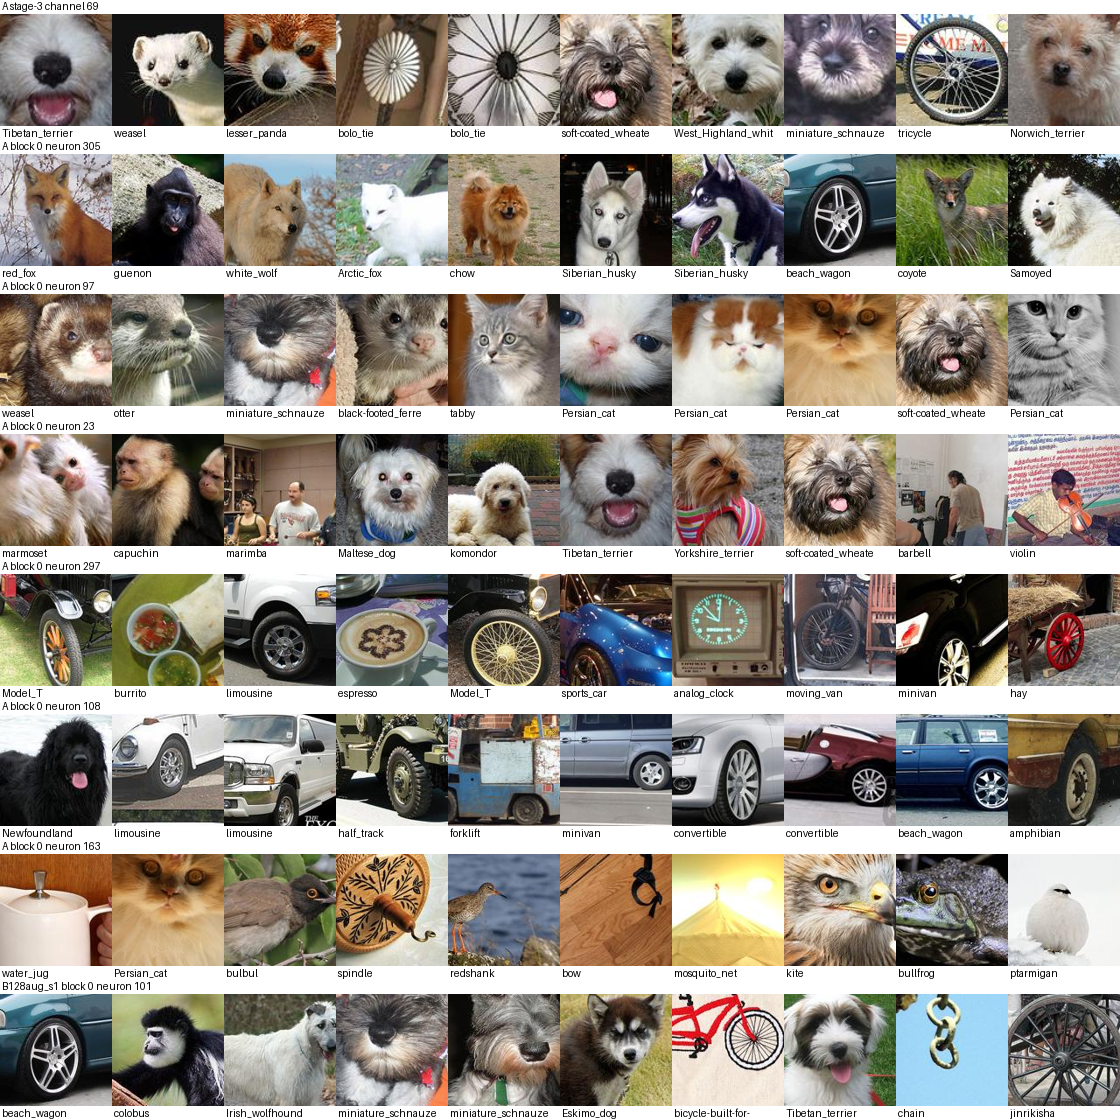 A stage-3 channel 69
Tibetan_terrier weasel lesser_panda bolo_tie bolo_tie soft-coated_wheate West_Highland_whit miniature_schnauze tricycle Norwich_terrier
A block 0 neuron 305
red_fox guenon white_wolf Arctic_fox chow Siberian_husky Siberian_husky beach_wagon coyote Samoyed
A block 0 neuron 97
weasel otter miniature_schnauze black-footed_ferre tabby Persian_cat Persian_cat Persian_cat soft-coated_wheate Persian_cat
A block 0 neuron 23
marmoset capuchin marimba Maltese_dog komondor Tibetan_terrier Yorkshire_terrier soft-coated_wheate barbell violin
A block 0 neuron 297
Model_T burrito limousine espresso Model_T sports_car analog_clock moving_van minivan hay
A block 0 neuron 108
Newfoundland limousine limousine half_track forklift minivan convertible convertible beach_wagon amphibian
A block 0 neuron 163
water_jug Persian_cat bulbul spindle redshank bow mosquito_net kite bullfrog ptarmigan
B128aug_s1 block 0 neuron 101
beach_wagon colobus Irish_wolfhound miniature_schnauze miniature_schnauze Eskimo_dog bicycle-built-for- Tibetan_terrier chain jinrikisha